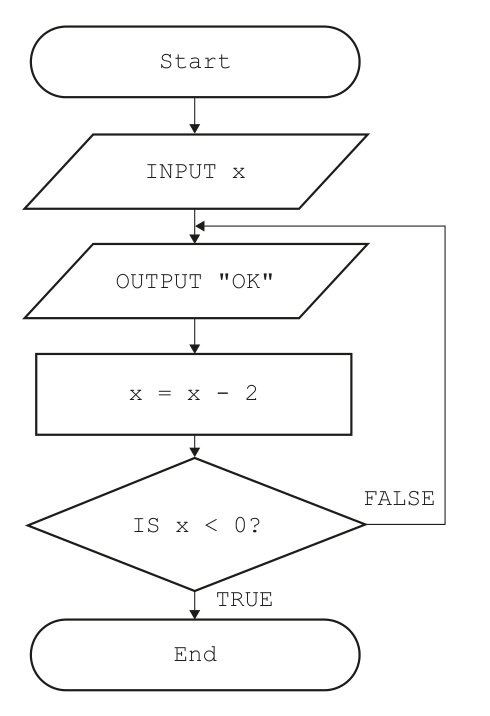 Start
INPUT x
OUTPUT "OK"
x = x - 2
FALSE
IS x < 0?
TRUE
End